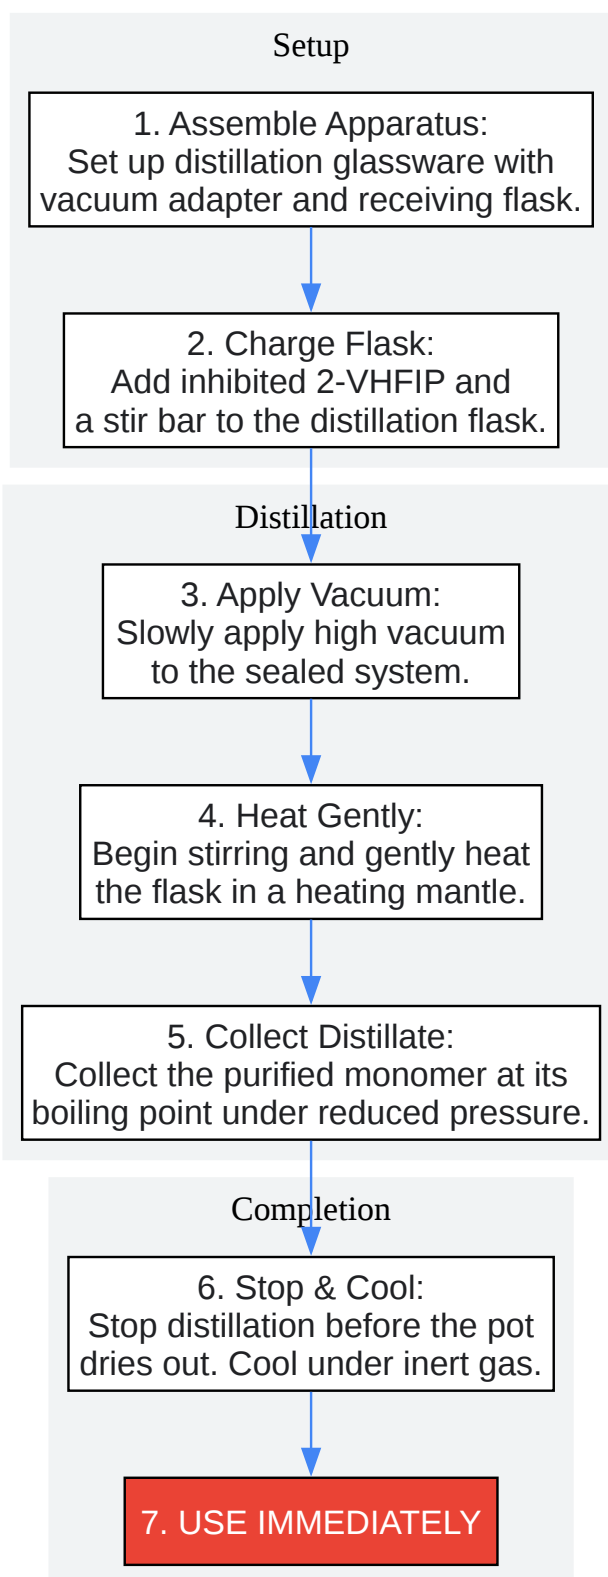 Setup
1. Assemble Apparatus:
Set up distillation glassware with
vacuum adapter and receiving flask.
2. Charge Flask:
Add inhibited 2-VHFIP and
a stir bar to the distillation flask.
Distillation
3. Apply Vacuum:
Slowly apply high vacuum
to the sealed system.
4. Heat Gently:
Begin stirring and gently heat
the flask in a heating mantle.
5. Collect Distillate:
Collect the purified monomer at its
boiling point under reduced pressure.
Completion
6. Stop & Cool:
Stop distillation before the pot
dries out. Cool under inert gas.
7. USE IMMEDIATELY